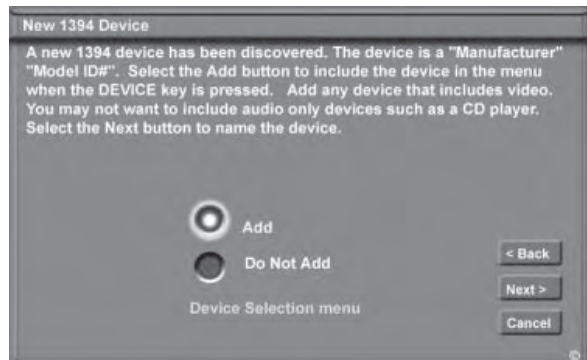 New 1394 Device
A new 1394 device has been discovered. The device is a "Manufacturer"
"Model ID#". Select the Add button to include the device in the menu
when the DEVICE key is pressed. Add any device that includes video.
You may not want to include audio only devices such as a CD player.
Select the Next button to name the device.
Add
Do Not Add
Device Selection menu
< Back
Next >
Cancel